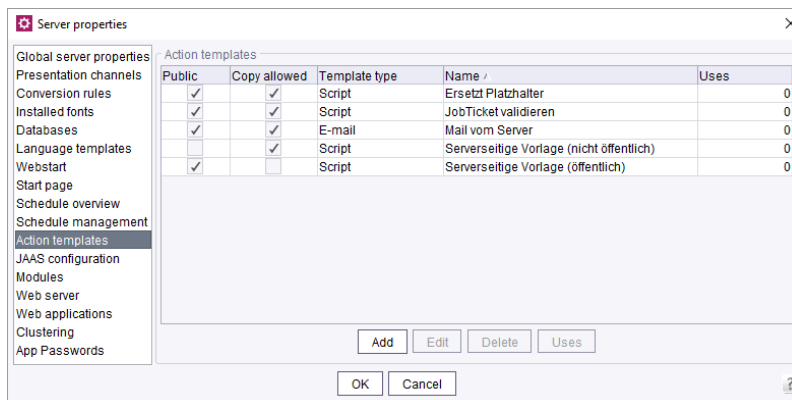 Server properties
Global server properties
Presentation channels
Conversion rules
Installed fonts
Databases
Language templates
Webstart
Start page
Schedule overview
Schedule management
Action templates
JAAS configuration
Modules
Web server
Web applications
Clustering
App Passwords
Action templates
Public Copy allowed Template type Name Uses
Script Ersetzt Platzhalter 0
Script JobTicket validieren 0
E-mail Mail vom Server 0
Script Serverseitige Vorlage (nicht öffentlich) 0
Script Serverseitige Vorlage (öffentlich) 0
Add Edit Delete Uses
OK Cancel ?